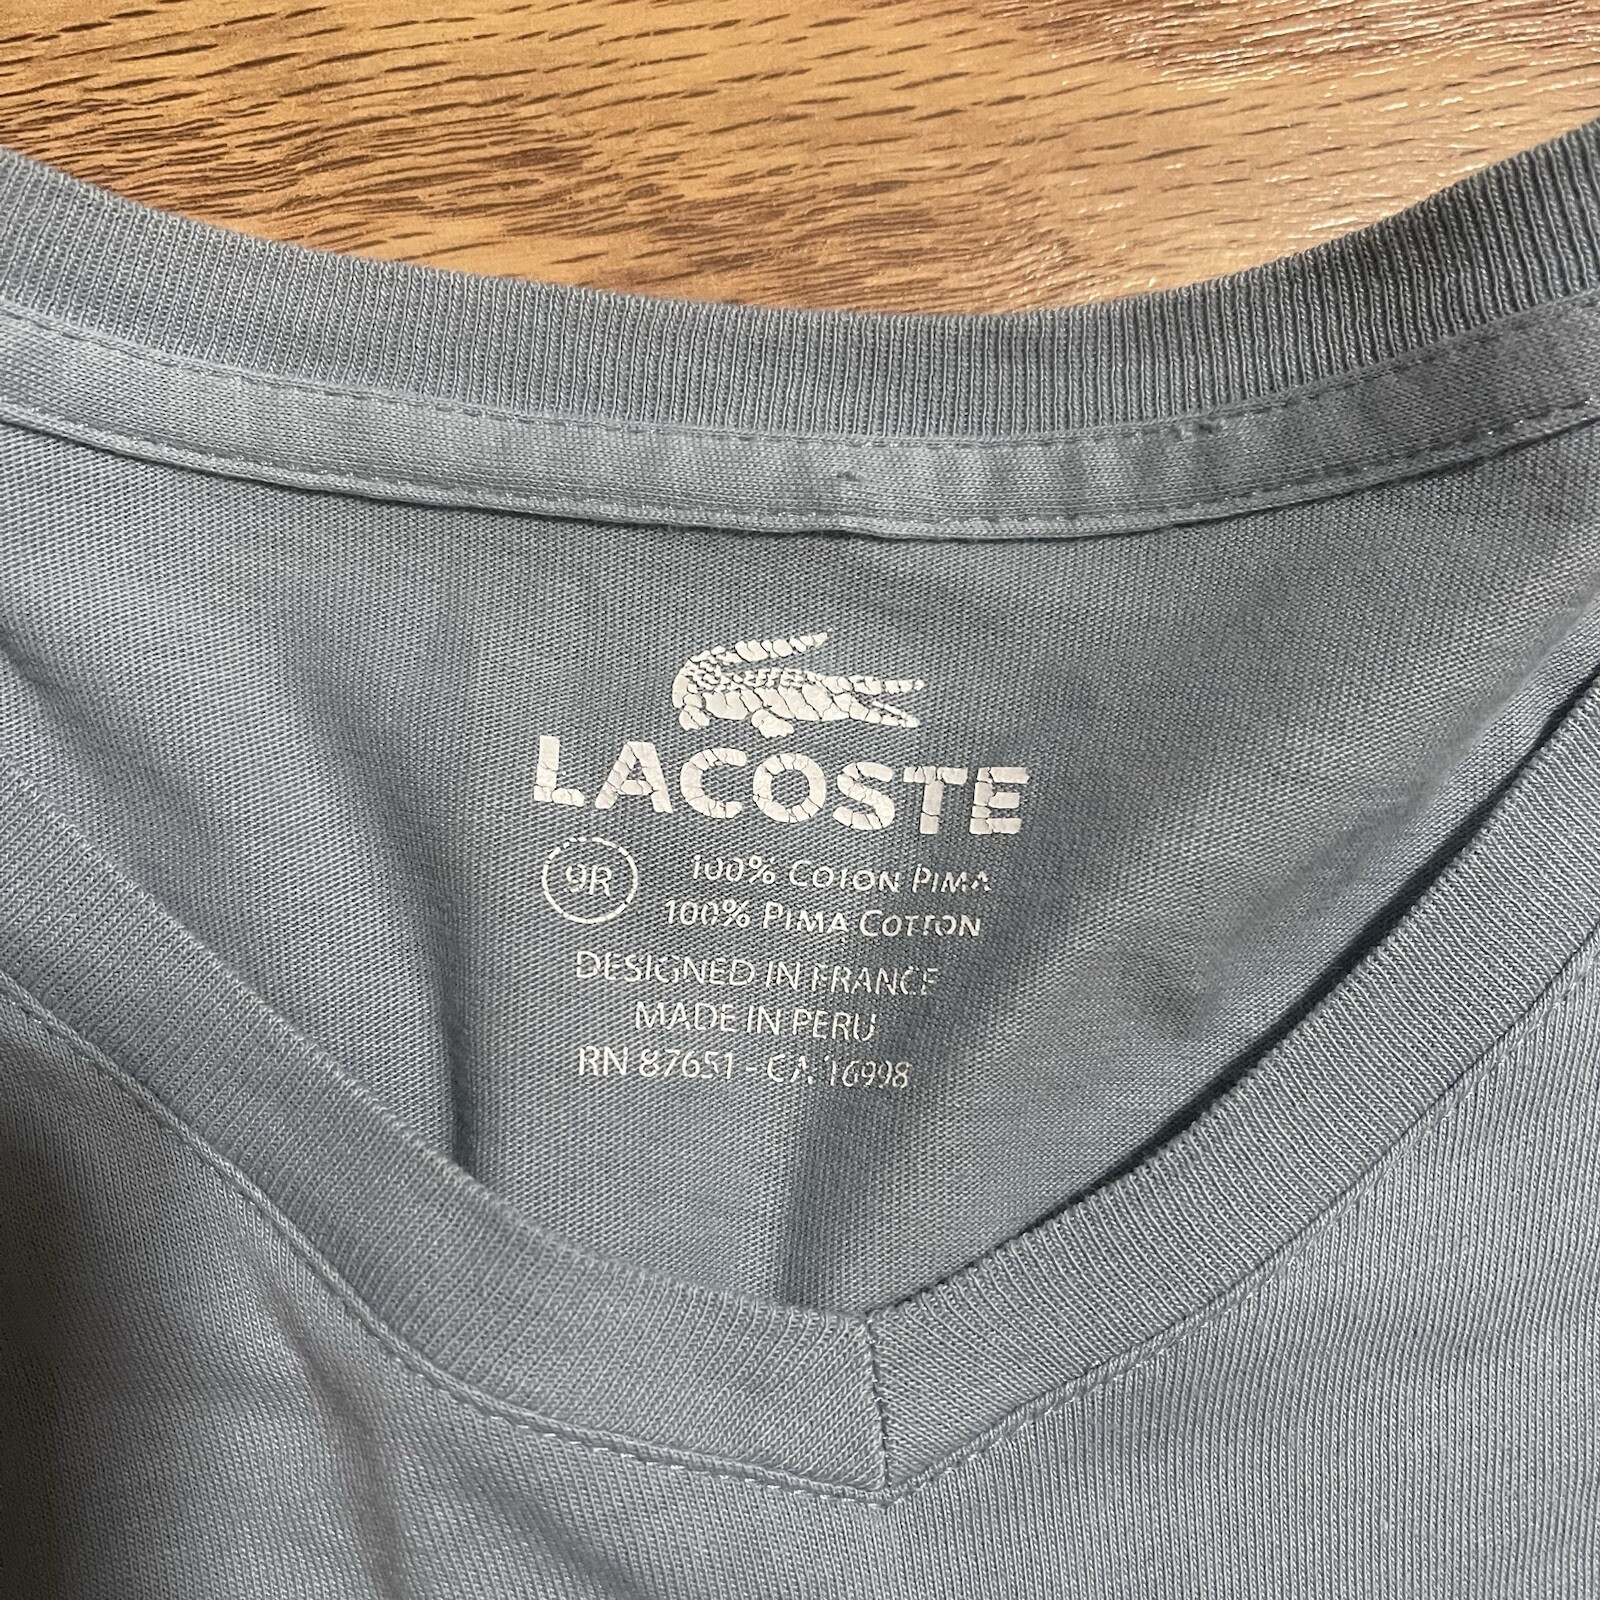 LACOSTE
9R
100% COTON PIMA
100% PIMA COTTON
DESIGNED IN FRANCE
MADE IN PERU
RN 87651 - CA 16998